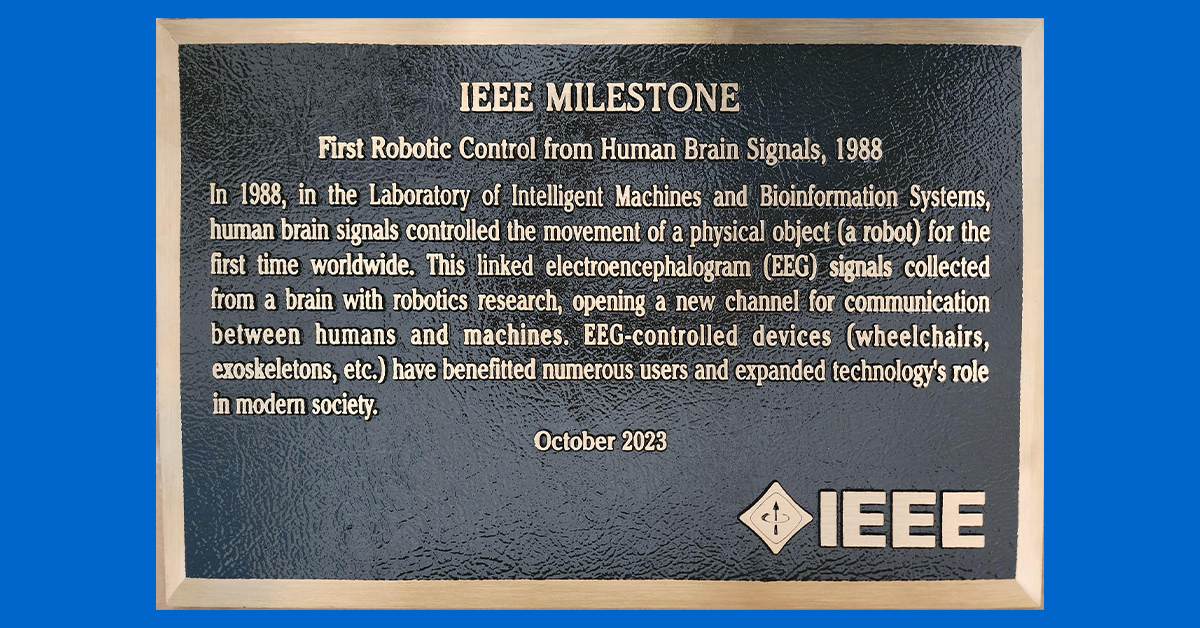 IEEE MILESTONE
First Robotic Control from Human Brain Signals, 1988
In 1988, in the Laboratory of Intelligent Machines and Bioinformation Systems,
human brain signals controlled the movement of a physical object (a robot) for the
first time worldwide. This linked electroencephalogram (EEG) signals collected
from a brain with robotics research, opening a new channel for communication
between humans and machines. EEG-controlled devices (wheelchairs,
exoskeletons, etc.) have benefitted numerous users and expanded technology's role
in modern society.
October 2023
IEEE